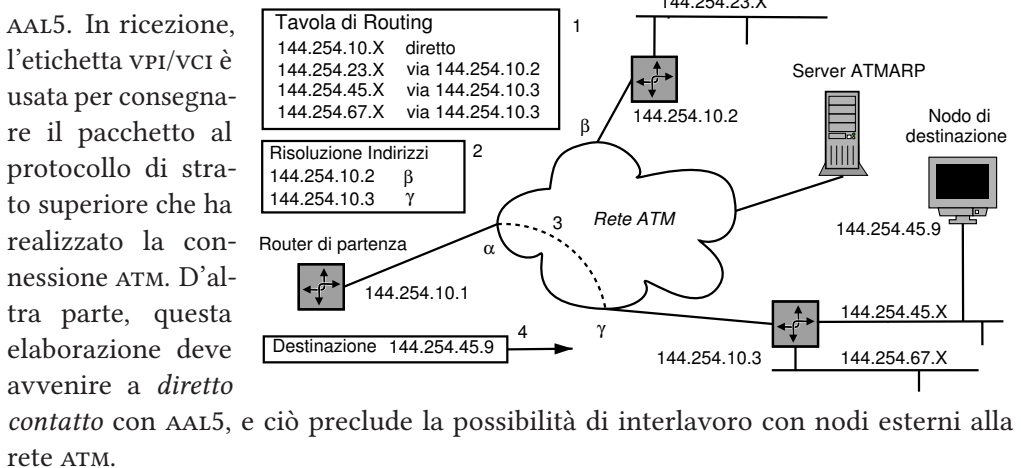 AAL5. In ricezione,
l'etichetta VPI/VCI è
usata per consegna-
re il pacchetto al
protocollo di stra-
to superiore che ha
realizzato la con-
nessione ATM. D'al-
tra parte, questa
elaborazione deve
avvenire a diretto
contatto con AAL5, e ciò preclude la possibilità di interlavoro con nodi esterni alla
rete ATM.
Tavola di Routing
1
144.254.10.X diretto
144.254.23.X via 144.254.10.2
144.254.45.X via 144.254.10.3
144.254.67.X via 144.254.10.3
Risoluzione Indirizzi
2
144.254.10.2 β
144.254.10.3 γ
Router di partenza
144.254.10.1
α
3
Rete ATM
β
γ
144.254.23.X
144.254.10.2
Server ATMARP
Nodo di
destinazione
144.254.45.9
144.254.45.X
144.254.10.3
144.254.67.X
Destinazione 144.254.45.9
4